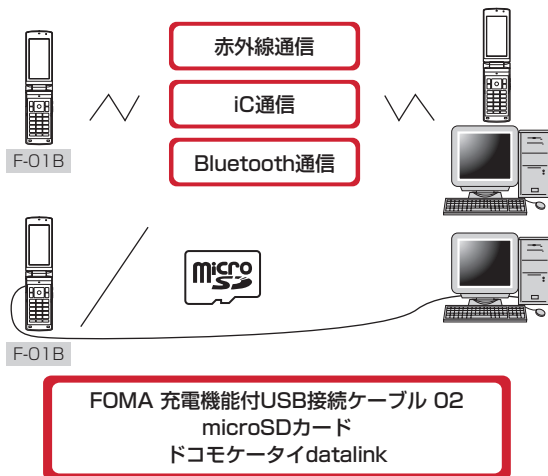 赤外線通信
iC通信
Bluetooth通信
F-01B
micro
SD
F-01B
FOMA 充電機能付USB接続ケーブル 02
microSDカード
ドコモケータイdatalink